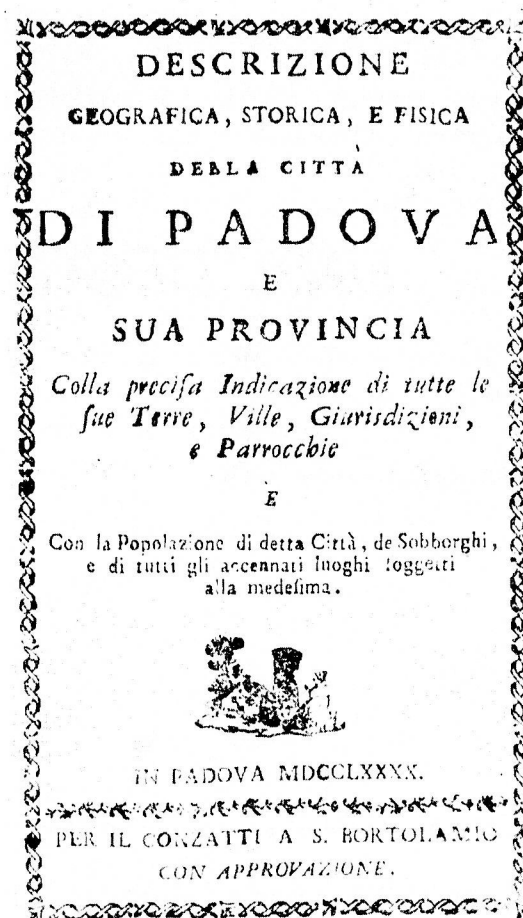 DESCRIZIONE
GEOGRAFICA, STORICA, E FISICA
DELLA CITTÀ
DI PADOVA
E
SUA PROVINCIA
Colla preciſa Indicazione di tutte le
ſue Terre, Ville, Giurisdizioni,
e Parrocchie
E
Con la Popolazione di detta Città, de Sobborghi,
e di tutti gli accennati luoghi ſoggetti
alla medeſima.
IN PADOVA MDCCLXXXX.
PER IL CONZATTI A S. BORTOLAMIO
CON APPROVAZIONE.